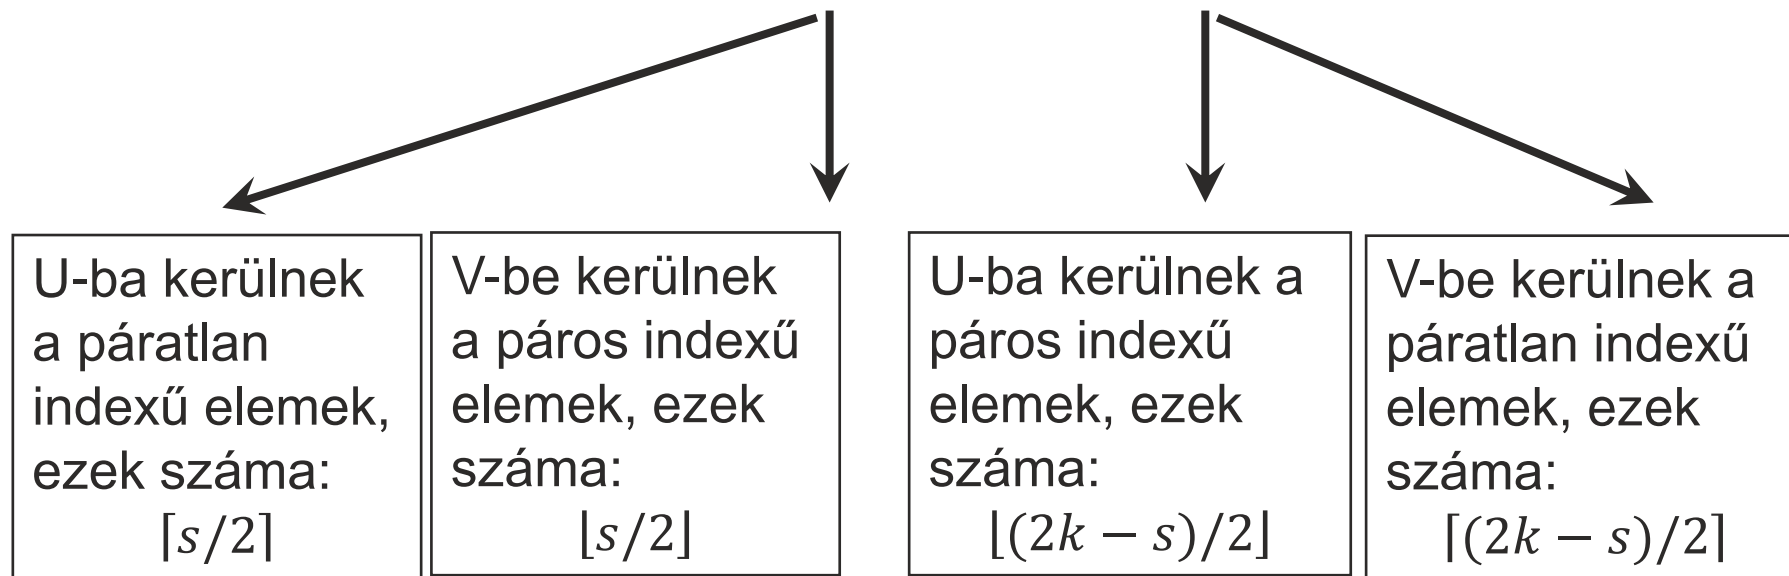 U-ba kerülnek
a páratlan
indexű elemek,
ezek száma:
⌈s/2⌉
V-be kerülnek
a páros indexű
elemek, ezek
száma:
⌊s/2⌋
U-ba kerülnek a
páros indexű
elemek, ezek
száma:
⌊(2k − s)/2⌋
V-be kerülnek a
páratlan indexű
elemek, ezek
száma:
⌈(2k − s)/2⌉